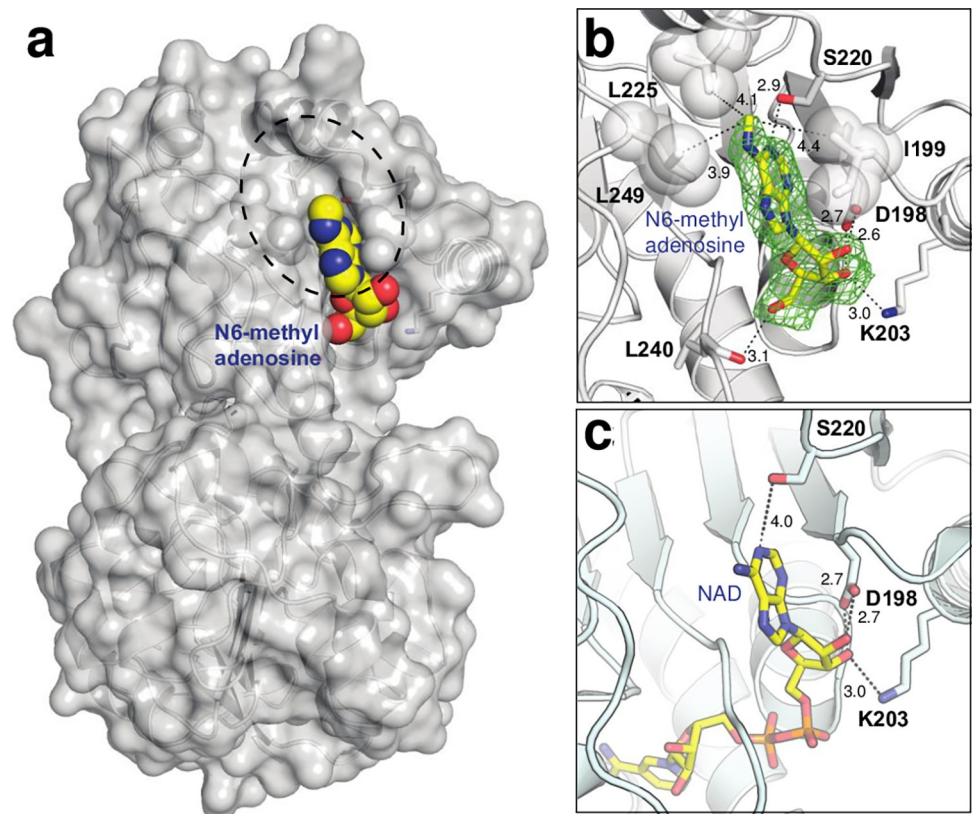 a
N6-methyl
adenosine
b
S220
2.9
L225
4.1
4.4
I199
3.9
L249
2.7
D198
N6-methyl
adenosine
2.6
3.0
K203
L240
3.1
c
S220
4.0
NAD
2.7
D198
2.7
3.0
K203